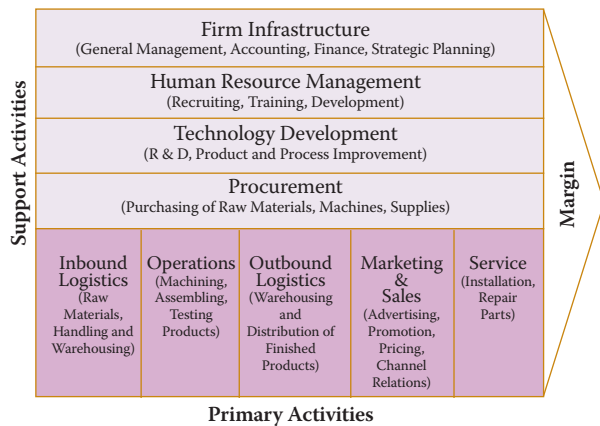 Firm Infrastructure
(General Management, Accounting, Finance, Strategic Planning)
Human Resource Management
(Recruiting, Training, Development)
Technology Development
(R & D, Product and Process Improvement)
Procurement
(Purchasing of Raw Materials, Machines, Supplies)
Support Activities
Inbound
Logistics
(Raw
Materials,
Handling and
Warehousing)
Operations
(Machining,
Assembling,
Testing
Products)
Outbound
Logistics
(Warehousing
and
Distribution of
Finished
Products)
Marketing
&
Sales
(Advertising,
Promotion,
Pricing,
Channel
Relations)
Service
(Installation,
Repair
Parts)
Margin
Primary Activities